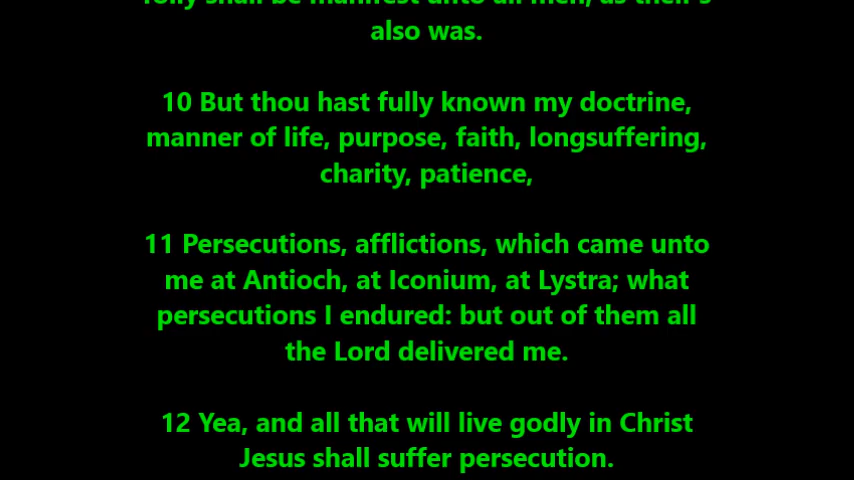 folly shall be manifest unto all men, as their's
also was.
10 But thou hast fully known my doctrine,
manner of life, purpose, faith, longsuffering,
charity, patience,
11 Persecutions, afflictions, which came unto
me at Antioch, at Iconium, at Lystra; what
persecutions I endured: but out of them all
the Lord delivered me.
12 Yea, and all that will live godly in Christ
Jesus shall suffer persecution.